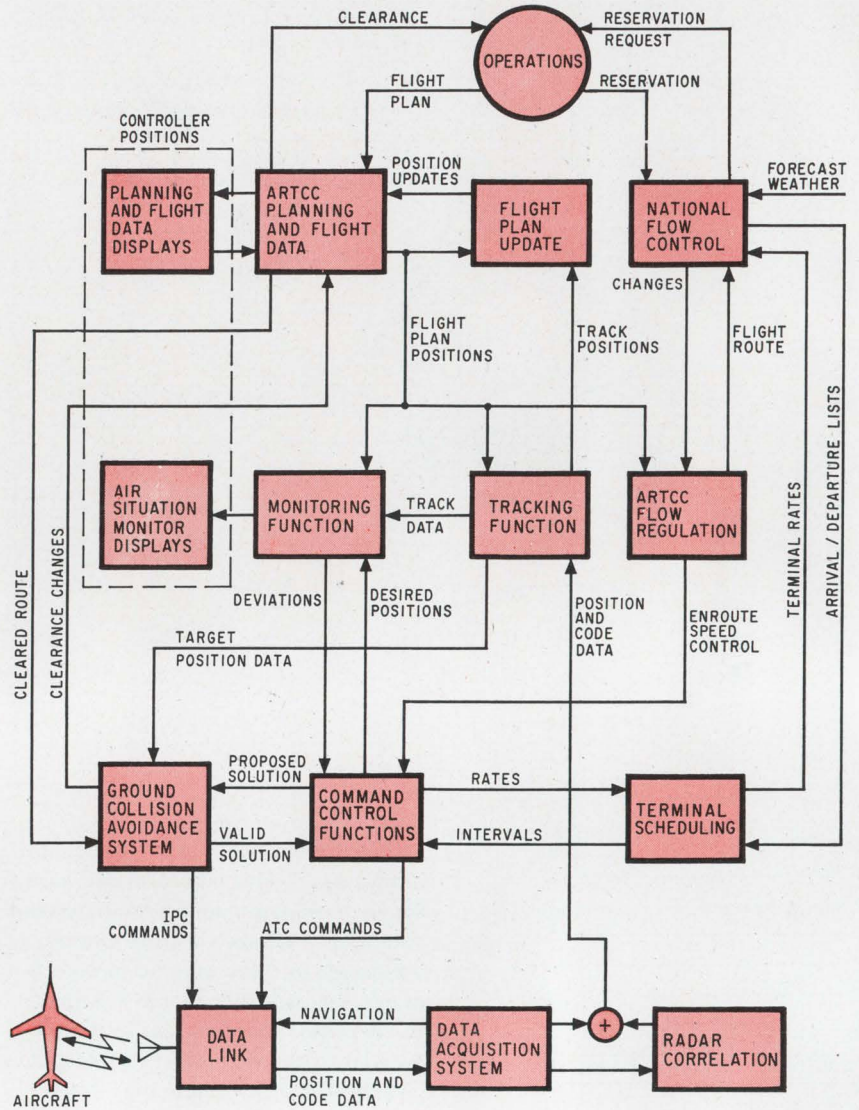 CLEARANCE
OPERATIONS
RESERVATION
REQUEST
FLIGHT
PLAN
RESERVATION
CONTROLLER
POSITIONS
PLANNING
AND FLIGHT
DATA
DISPLAYS
ARTCC
PLANNING
AND FLIGHT
DATA
POSITION
UPDATES
FLIGHT
PLAN
UPDATE
NATIONAL
FLOW
CONTROL
FORECAST
WEATHER
CHANGES
FLIGHT
ROUTE
FLIGHT
PLAN
POSITIONS
TRACK
POSITIONS
AIR
SITUATION
MONITOR
DISPLAYS
MONITORING
FUNCTION
TRACK
DATA
TRACKING
FUNCTION
ARTCC
FLOW
REGULATION
TERMINAL RATES
ARRIVAL / DEPARTURE LISTS
CLEARED ROUTE
CLEARANCE CHANGES
DEVIATIONS
DESIRED
POSITIONS
TARGET
POSITION DATA
POSITION
AND
CODE
DATA
ENROUTE
SPEED
CONTROL
GROUND
COLLISION
AVOIDANCE
SYSTEM
PROPOSED
SOLUTION
VALID
SOLUTION
COMMAND
CONTROL
FUNCTIONS
RATES
INTERVALS
TERMINAL
SCHEDULING
IPC
COMMANDS
ATC COMMANDS
AIRCRAFT
DATA
LINK
NAVIGATION
POSITION AND
CODE DATA
DATA
ACQUISITION
SYSTEM
+
RADAR
CORRELATION